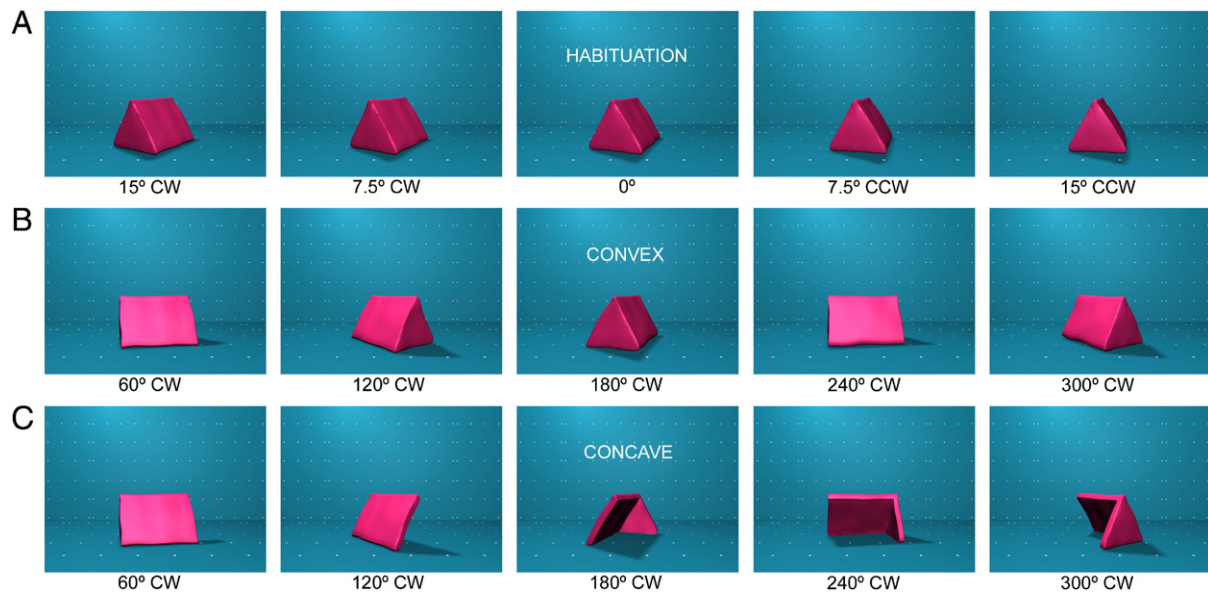 A
HABITUATION
15º CW
7.5º CW
0º
7.5º CCW
15º CCW
B
CONVEX
60º CW
120º CW
180º CW
240º CW
300º CW
C
CONCAVE
60º CW
120º CW
180º CW
240º CW
300º CW